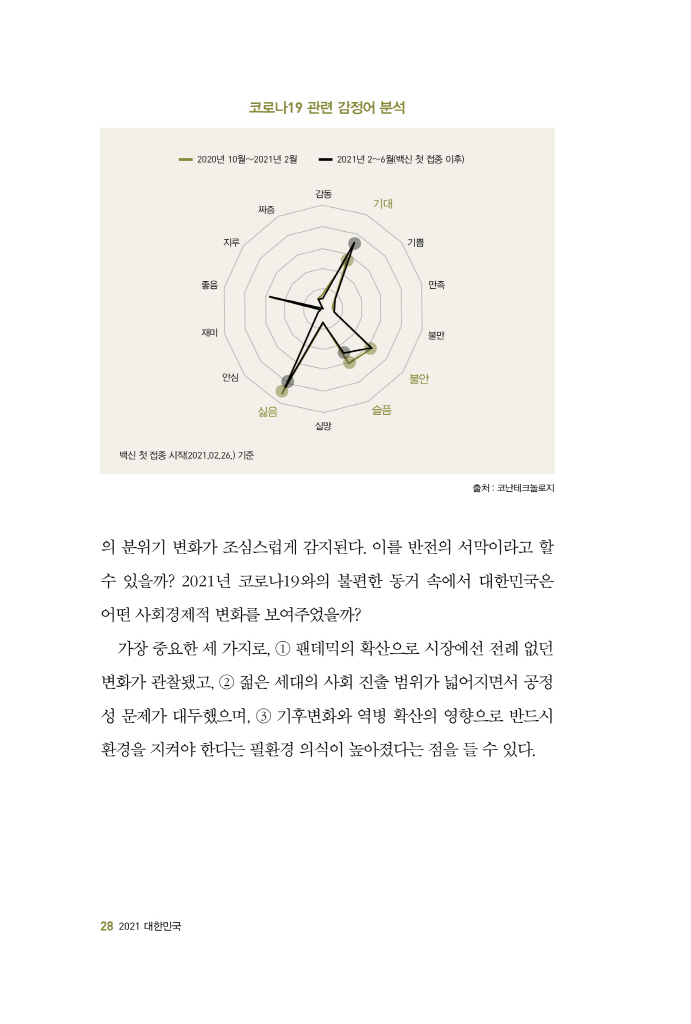 코로나19 관련 감정어 분석
2020년 10월~2021년 2월 2021년 2~6월(백신 첫 접종 이후)
감동
기대
기쁨
만족
불만
불안
슬픔
실망
싫음
안심
재미
좋음
지루
짜증
백신 첫 접종 시작(2021.02.26.) 기준
출처 : 코난테크놀로지
의 분위기 변화가 조심스럽게 감지된다. 이를 반전의 서막이라고 할
수 있을까? 2021년 코로나19와의 불편한 동거 속에서 대한민국은
어떤 사회경제적 변화를 보여주었을까?
가장 중요한 세 가지로, ① 팬데믹의 확산으로 시장에선 전례 없던
변화가 관찰됐고, ② 젊은 세대의 사회 진출 범위가 넓어지면서 공정
성 문제가 대두했으며, ③ 기후변화와 역병 확산의 영향으로 반드시
환경을 지켜야 한다는 필환경 의식이 높아졌다는 점을 들 수 있다.
28 2021 대한민국